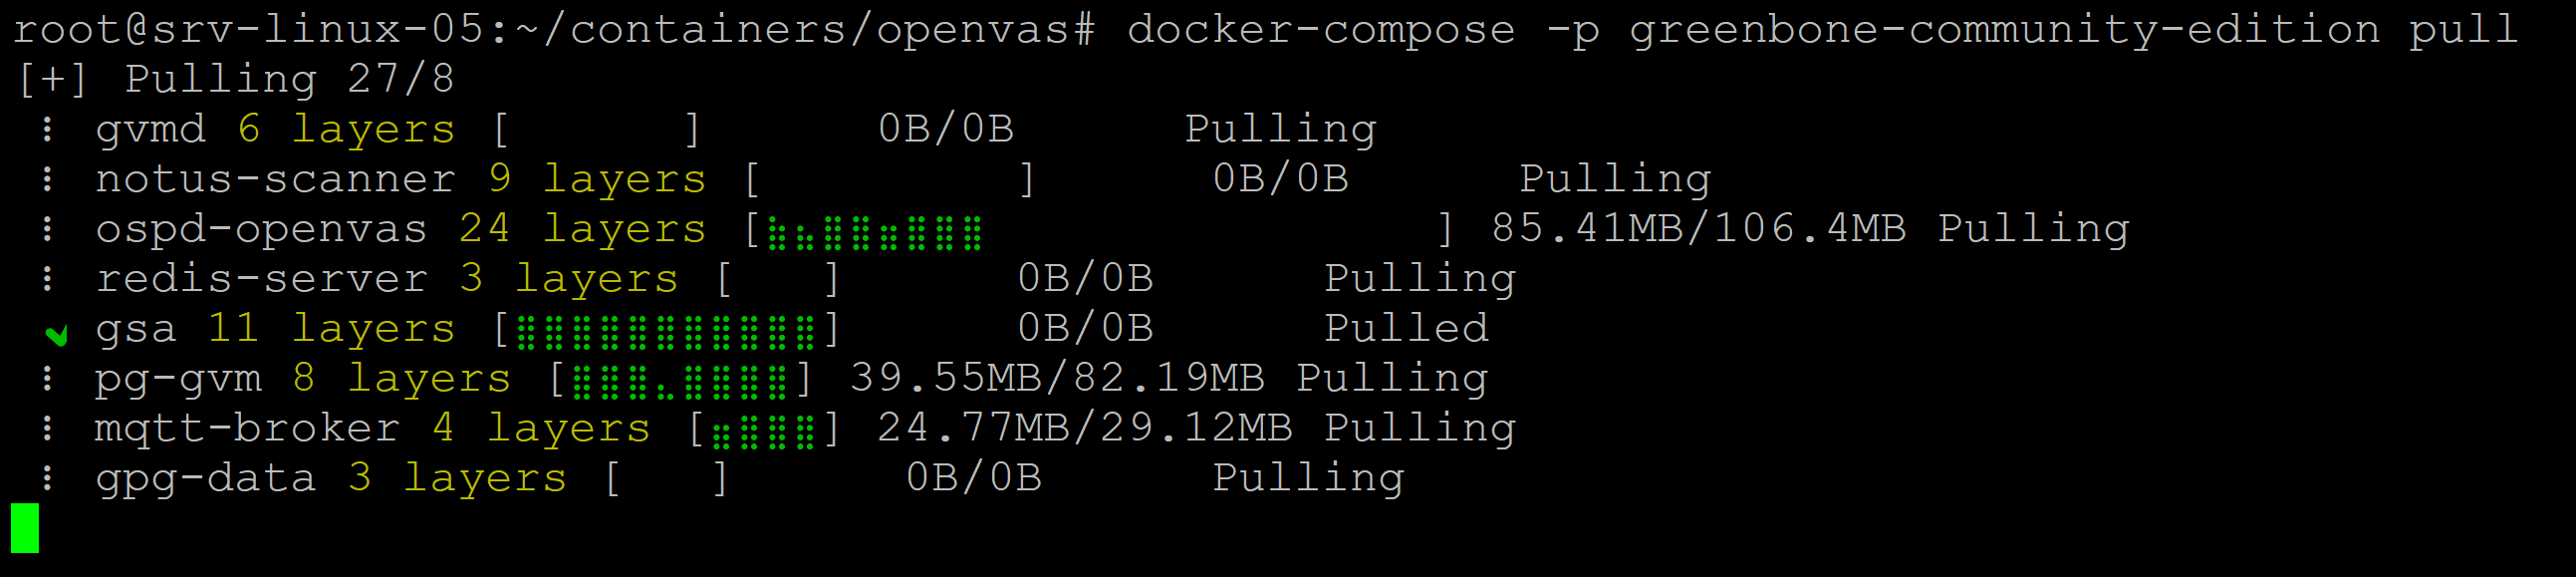 root@srv-linux-05:~/containers/openvas# docker-compose -p greenbone-community-edition pull
[+] Pulling 27/8
⠇ gvmd 6 layers [      ] 0B/0B Pulling
⠇ notus-scanner 9 layers [         ] 0B/0B Pulling
⠇ ospd-openvas 24 layers [⣷⣦⣿⣿⣶⣿⣿⣿                ] 85.41MB/106.4MB Pulling
⠇ redis-server 3 layers [   ] 0B/0B Pulling
✔ gsa 11 layers [⣿⣿⣿⣿⣿⣿⣿⣿⣿⣿⣿] 0B/0B Pulled
⠇ pg-gvm 8 layers [⣿⣿⣿⣄⣿⣿⣿⣿] 39.55MB/82.19MB Pulling
⠇ mqtt-broker 4 layers [⣶⣿⣿⣿] 24.77MB/29.12MB Pulling
⠇ gpg-data 3 layers [   ] 0B/0B Pulling